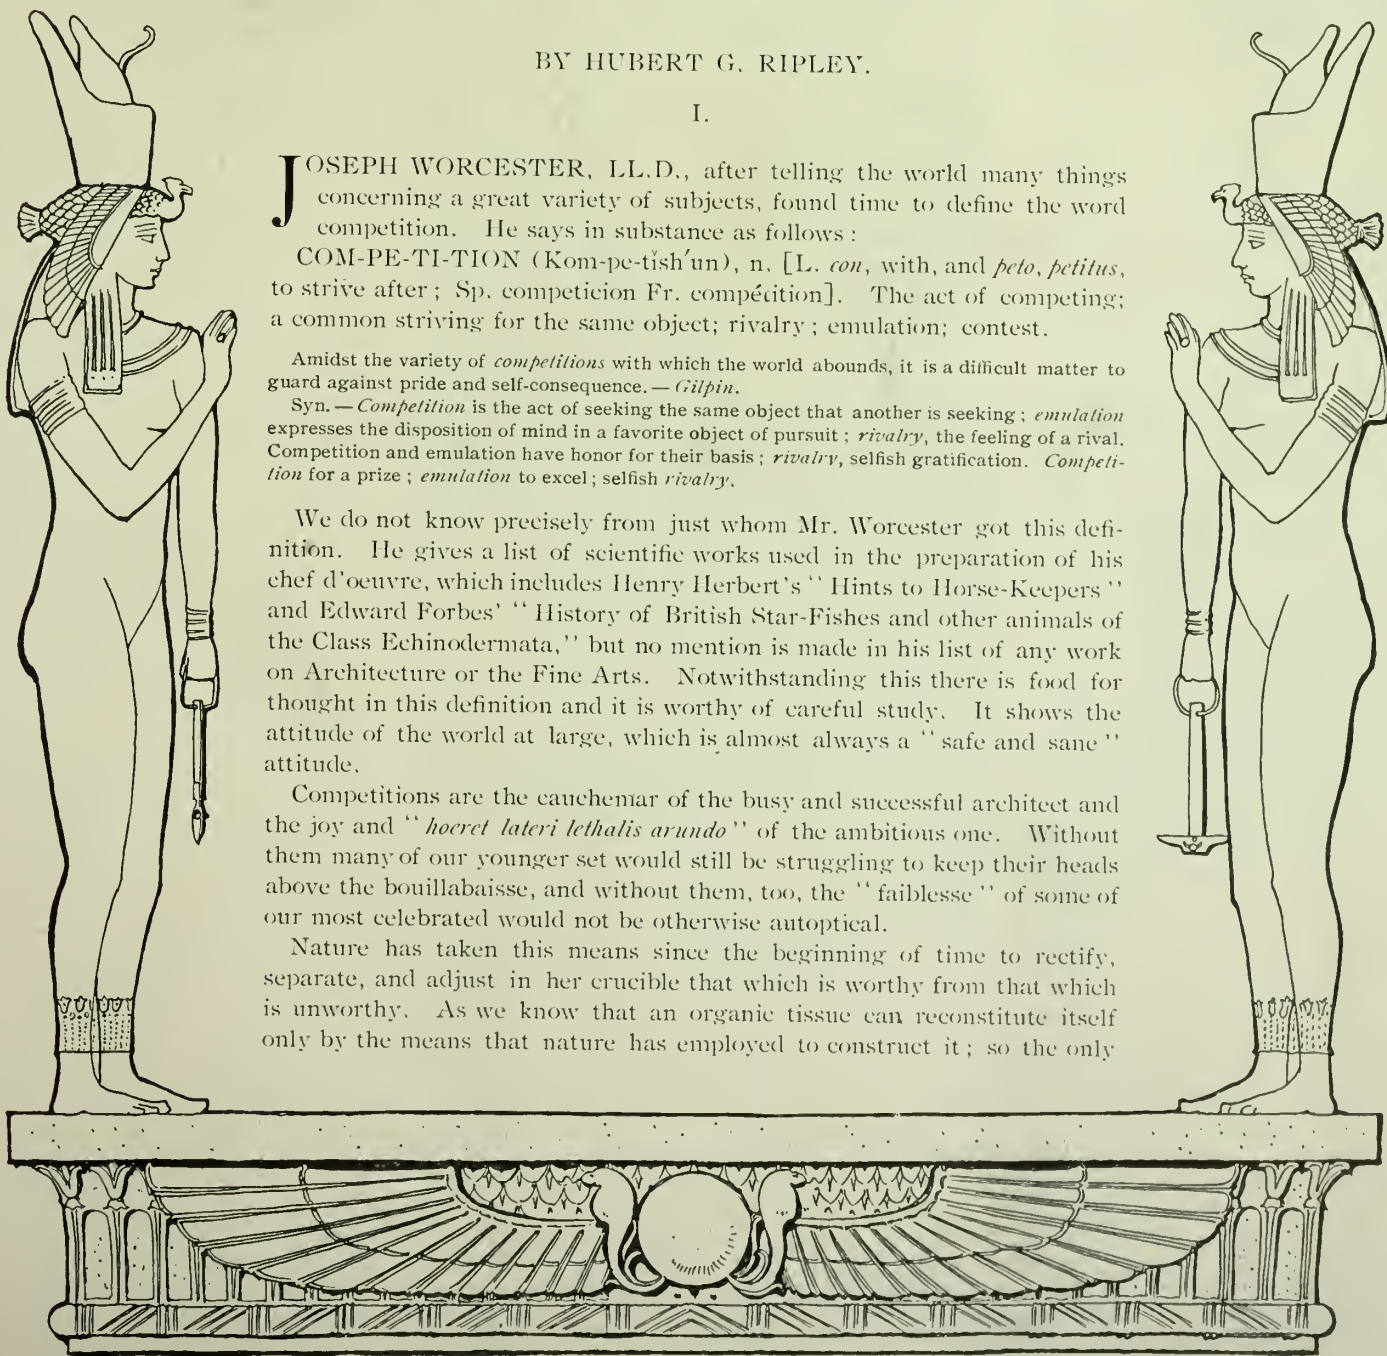 BY HUBERT G. RIPLEY.
I.
JOSEPH WORCESTER, LL.D., after telling the world many things
concerning a great variety of subjects, found time to define the word
competition. He says in substance as follows :
COM-PE-TI-TION (Kom-pe-tĭsh′un), n. [L. con, with, and peto, petitus,
to strive after ; Sp. competicion Fr. compétition]. The act of competing;
a common striving for the same object; rivalry ; emulation; contest.
Amidst the variety of competitions with which the world abounds, it is a difficult matter to
guard against pride and self-consequence. — Gilpin.
Syn. — Competition is the act of seeking the same object that another is seeking ; emulation
expresses the disposition of mind in a favorite object of pursuit ; rivalry, the feeling of a rival.
Competition and emulation have honor for their basis ; rivalry, selfish gratification. Competi-
tion for a prize ; emulation to excel ; selfish rivalry.
We do not know precisely from just whom Mr. Worcester got this defi-
nition. He gives a list of scientific works used in the preparation of his
chef d'oeuvre, which includes Henry Herbert's “ Hints to Horse-Keepers ”
and Edward Forbes' “ History of British Star-Fishes and other animals of
the Class Echinodermata,” but no mention is made in his list of any work
on Architecture or the Fine Arts. Notwithstanding this there is food for
thought in this definition and it is worthy of careful study. It shows the
attitude of the world at large, which is almost always a “ safe and sane ”
attitude.
Competitions are the cauchemar of the busy and successful architect and
the joy and “ hoeret lateri lethalis arundo ” of the ambitious one. Without
them many of our younger set would still be struggling to keep their heads
above the bouillabaisse, and without them, too, the “ faiblesse ” of some of
our most celebrated would not be otherwise autoptical.
Nature has taken this means since the beginning of time to rectify,
separate, and adjust in her crucible that which is worthy from that which
is unworthy. As we know that an organic tissue can reconstitute itself
only by the means that nature has employed to construct it ; so the only